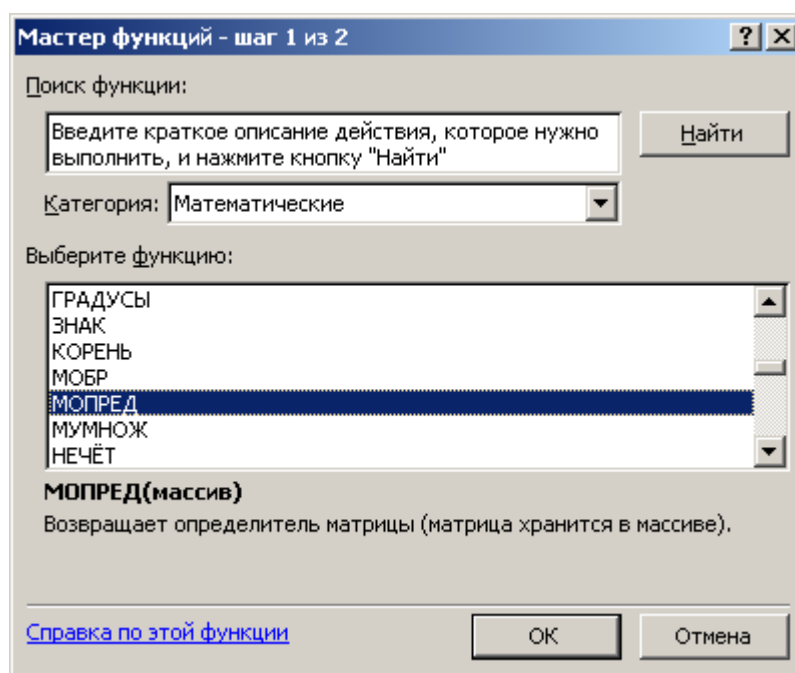 Мастер функций - шаг 1 из 2
Поиск функции:
Введите краткое описание действия, которое нужно
выполнить, и нажмите кнопку "Найти"
Найти
Категория: Математические
Выберите функцию:
ГРАДУСЫ
ЗНАК
КОРЕНЬ
МОБР
МОПРЕД
МУМНОЖ
НЕЧЁТ
МОПРЕД(массив)
Возвращает определитель матрицы (матрица хранится в массиве).
Справка по этой функции
ОК
Отмена